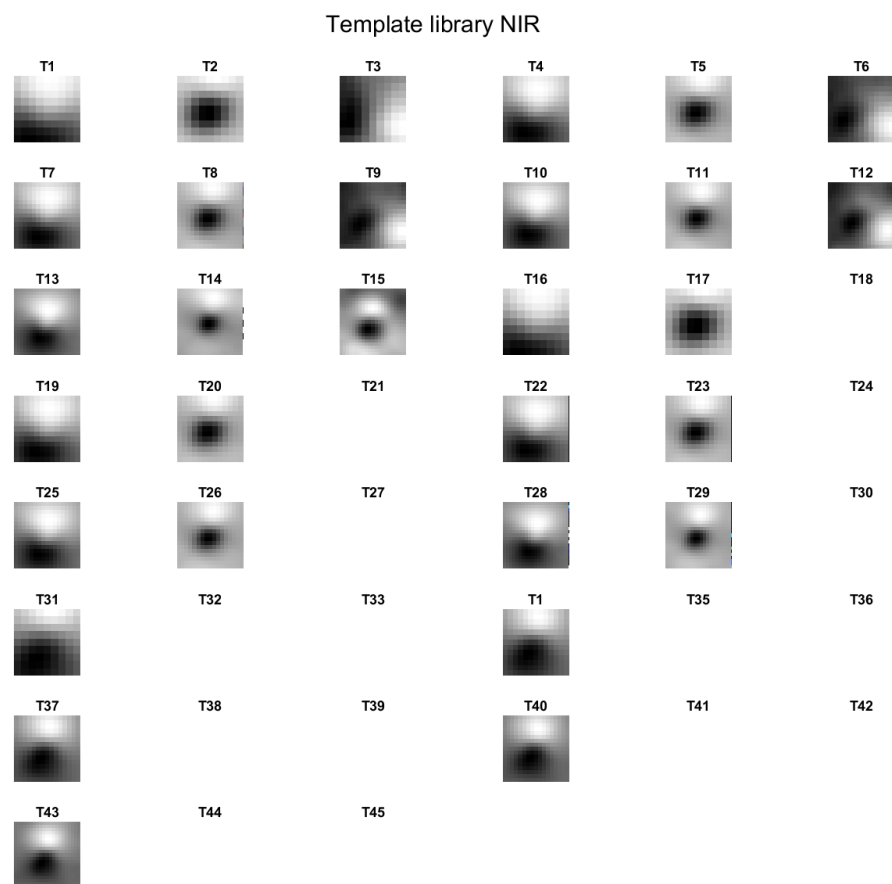 Template library NIR
T1 T2 T3 T4 T5 T6
T7 T8 T9 T10 T11 T12
T13 T14 T15 T16 T17 T18
T19 T20 T21 T22 T23 T24
T25 T26 T27 T28 T29 T30
T31 T32 T33 T1 T35 T36
T37 T38 T39 T40 T41 T42
T43 T44 T45